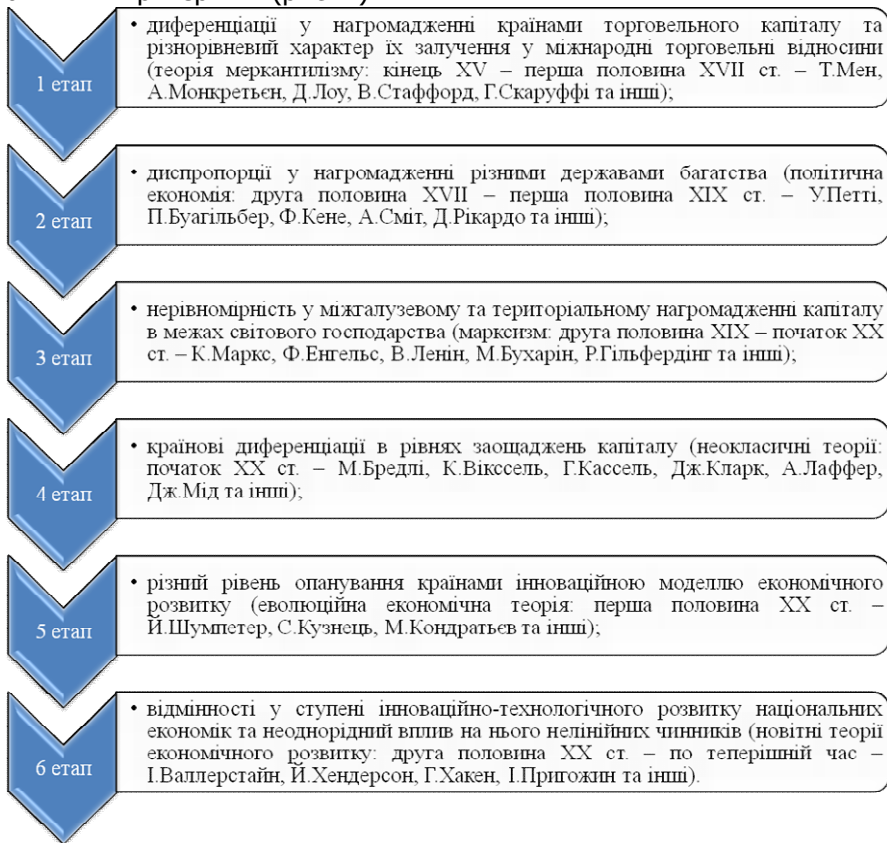 1 етап
• диференціації у нагромадженні країнами торговельного капіталу та
різнорівневий характер їх залучення у міжнародні торговельні відносини
(теорія меркантилізму: кінець XV – перша половина XVII ст. – Т.Мен,
А.Монкретьєн, Д.Лоу, В.Стаффорд, Г.Скаруффі та інші);
2 етап
• диспропорції у нагромадженні різними державами багатства (політична
економія: друга половина XVII – перша половина XIX ст. – У.Петті,
П.Буагільбер, Ф.Кене, А.Сміт, Д.Рікардо та інші);
3 етап
• нерівномірність у міжгалузевому та територіальному нагромадженні капіталу
в межах світового господарства (марксизм: друга половина XIX – початок XX
ст. – К.Маркс, Ф.Енгельс, В.Ленін, М.Бухарін, Р.Гільфердінг та інші);
4 етап
• країнові диференціації в рівнях заощаджень капіталу (неокласичні теорії:
початок XX ст. – М.Бредлі, К.Вікссель, Г.Кассель, Дж.Кларк, А.Лаффер,
Дж.Мід та інші);
5 етап
• різний рівень опанування країнами інноваційною моделлю економічного
розвитку (еволюційна економічна теорія: перша половина XX ст. –
Й.Шумпетер, С.Кузнець, М.Кондратьєв та інші);
6 етап
• відмінності у ступені інноваційно-технологічного розвитку національних
економік та неоднорідний вплив на нього нелінійних чинників (новітні теорії
економічного розвитку: друга половина XX ст. – по теперішній час –
І.Валлерстайн, Й.Хендерсон, Г.Хакен, І.Пригожин та інші).